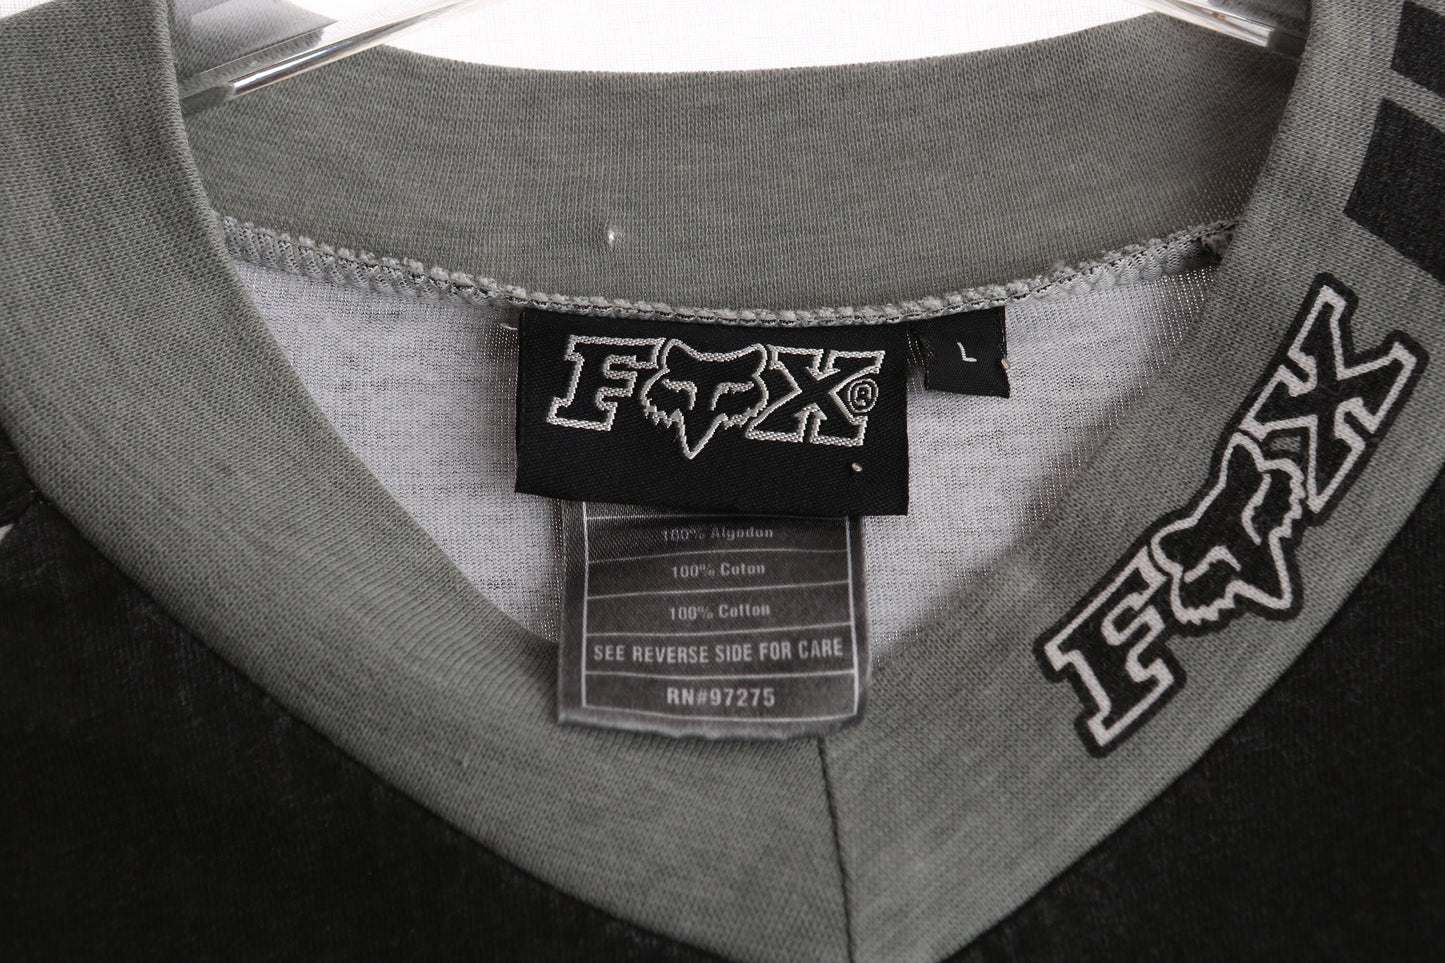 FOX®
L
100% Algodon
100% Coton
100% Cotton
SEE REVERSE SIDE FOR CARE
RN#97275
FOX